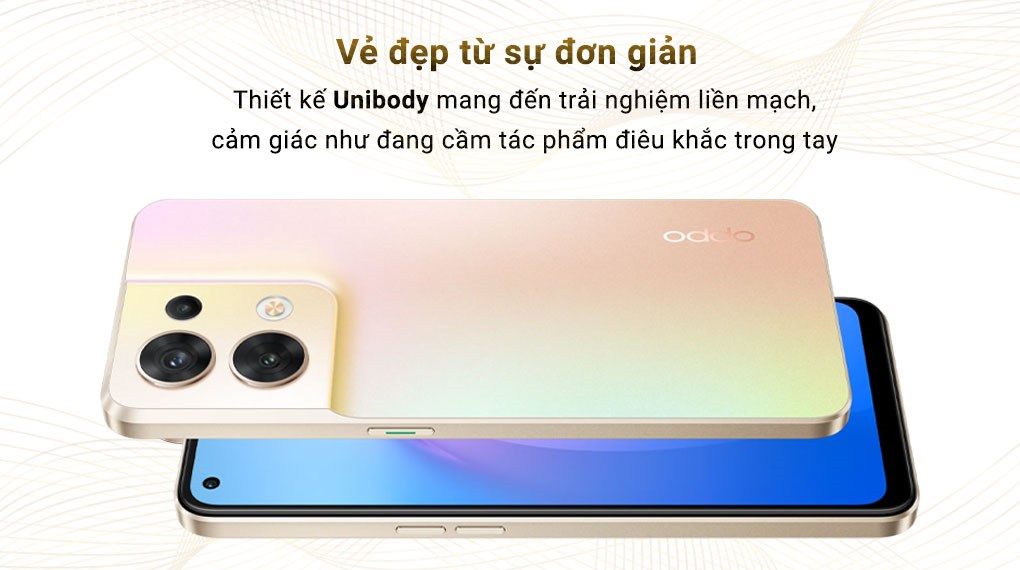 Vẻ đẹp từ sự đơn giản
Thiết kế Unibody mang đến trải nghiệm liền mạch,
cảm giác như đang cầm tác phẩm điêu khắc trong tay
oppo